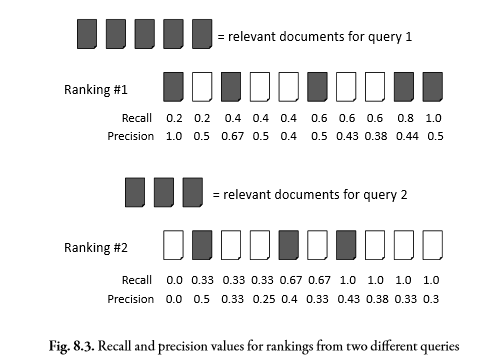 = relevant documents for query 1
Ranking #1
Recall 0.2 0.2 0.4 0.4 0.4 0.6 0.6 0.6 0.8 1.0
Precision 1.0 0.5 0.67 0.5 0.4 0.5 0.43 0.38 0.44 0.5
= relevant documents for query 2
Ranking #2
Recall 0.0 0.33 0.33 0.33 0.67 0.67 1.0 1.0 1.0 1.0
Precision 0.0 0.5 0.33 0.25 0.4 0.33 0.43 0.38 0.33 0.3
Fig. 8.3. Recall and precision values for rankings from two different queries